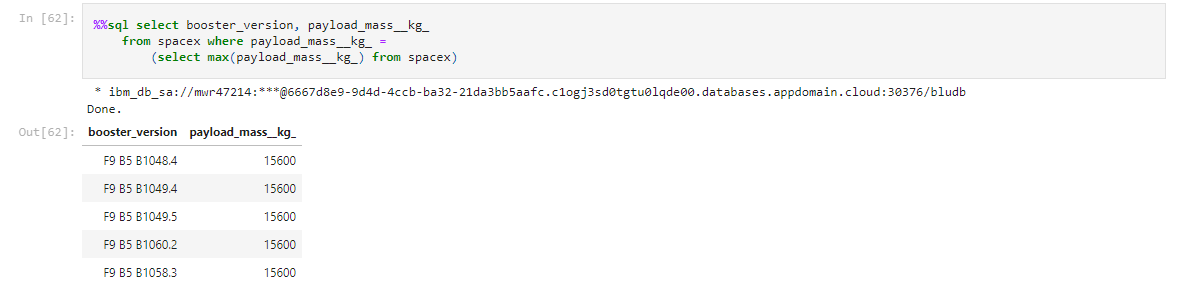 In [62]:
%%sql select booster_version, payload_mass__kg_
from spacex where payload_mass__kg_ =
(select max(payload_mass__kg_) from spacex)
* ibm_db_sa://mwr47214:***@6667d8e9-9d4d-4ccb-ba32-21da3bb5aafc.c1ogj3sd0tgtu0lqde00.databases.appdomain.cloud:30376/bludb
Done.
Out[62]:
booster_version payload_mass__kg_
F9 B5 B1048.4 15600
F9 B5 B1049.4 15600
F9 B5 B1049.5 15600
F9 B5 B1060.2 15600
F9 B5 B1058.3 15600